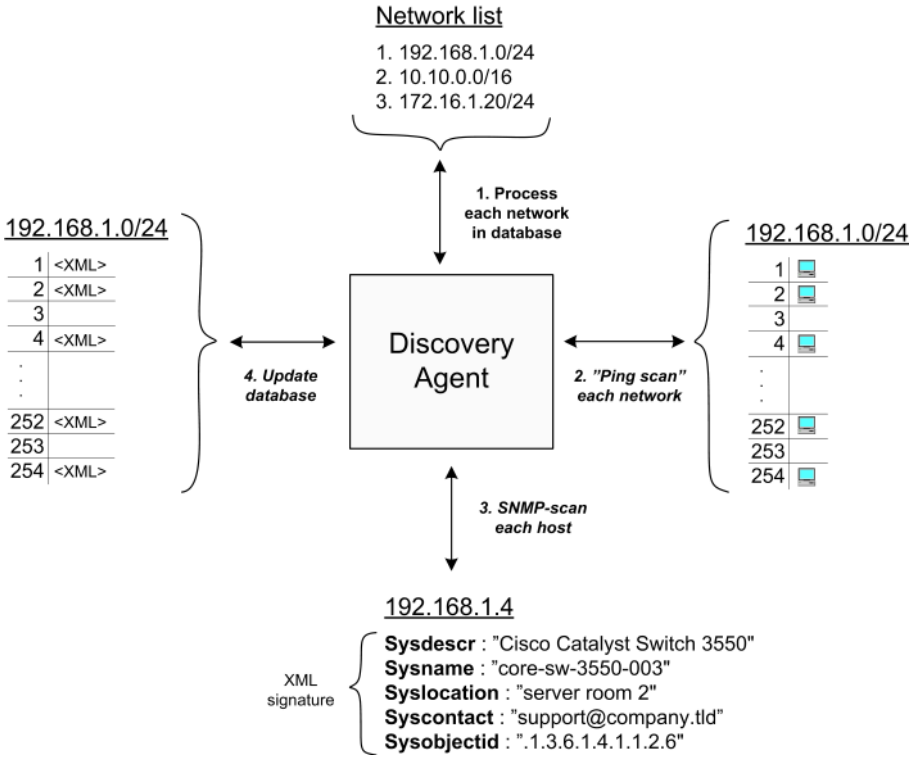 Network list
1. 192.168.1.0/24
2. 10.10.0.0/16
3. 172.16.1.20/24
1. Process
each network
in database
192.168.1.0/24
1 <XML>
2 <XML>
3
4 <XML>
.
.
.
252 <XML>
253
254 <XML>
4. Update
database
Discovery
Agent
2. ”Ping scan”
each network
192.168.1.0/24
1
2
3
4
.
.
.
252
253
254
3. SNMP-scan
each host
192.168.1.4
XML
signature
Sysdescr : ”Cisco Catalyst Switch 3550"
Sysname : ”core-sw-3550-003”
Syslocation : ”server room 2"
Syscontact : ”support@company.tld”
Sysobjectid : ”.1.3.6.1.4.1.1.2.6"